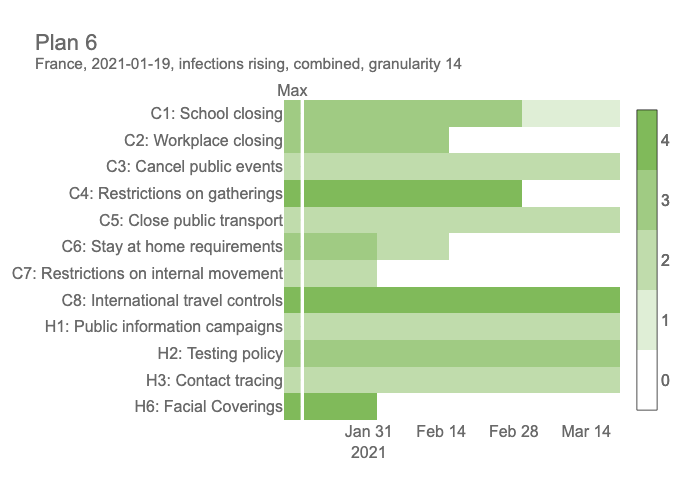 Plan 6
France, 2021-01-19, infections rising, combined, granularity 14
Max
C1: School closing
C2: Workplace closing
C3: Cancel public events
C4: Restrictions on gatherings
C5: Close public transport
C6: Stay at home requirements
C7: Restrictions on internal movement
C8: International travel controls
H1: Public information campaigns
H2: Testing policy
H3: Contact tracing
H6: Facial Coverings
Jan 31 Feb 14 Feb 28 Mar 14
2021
4
3
2
1
0